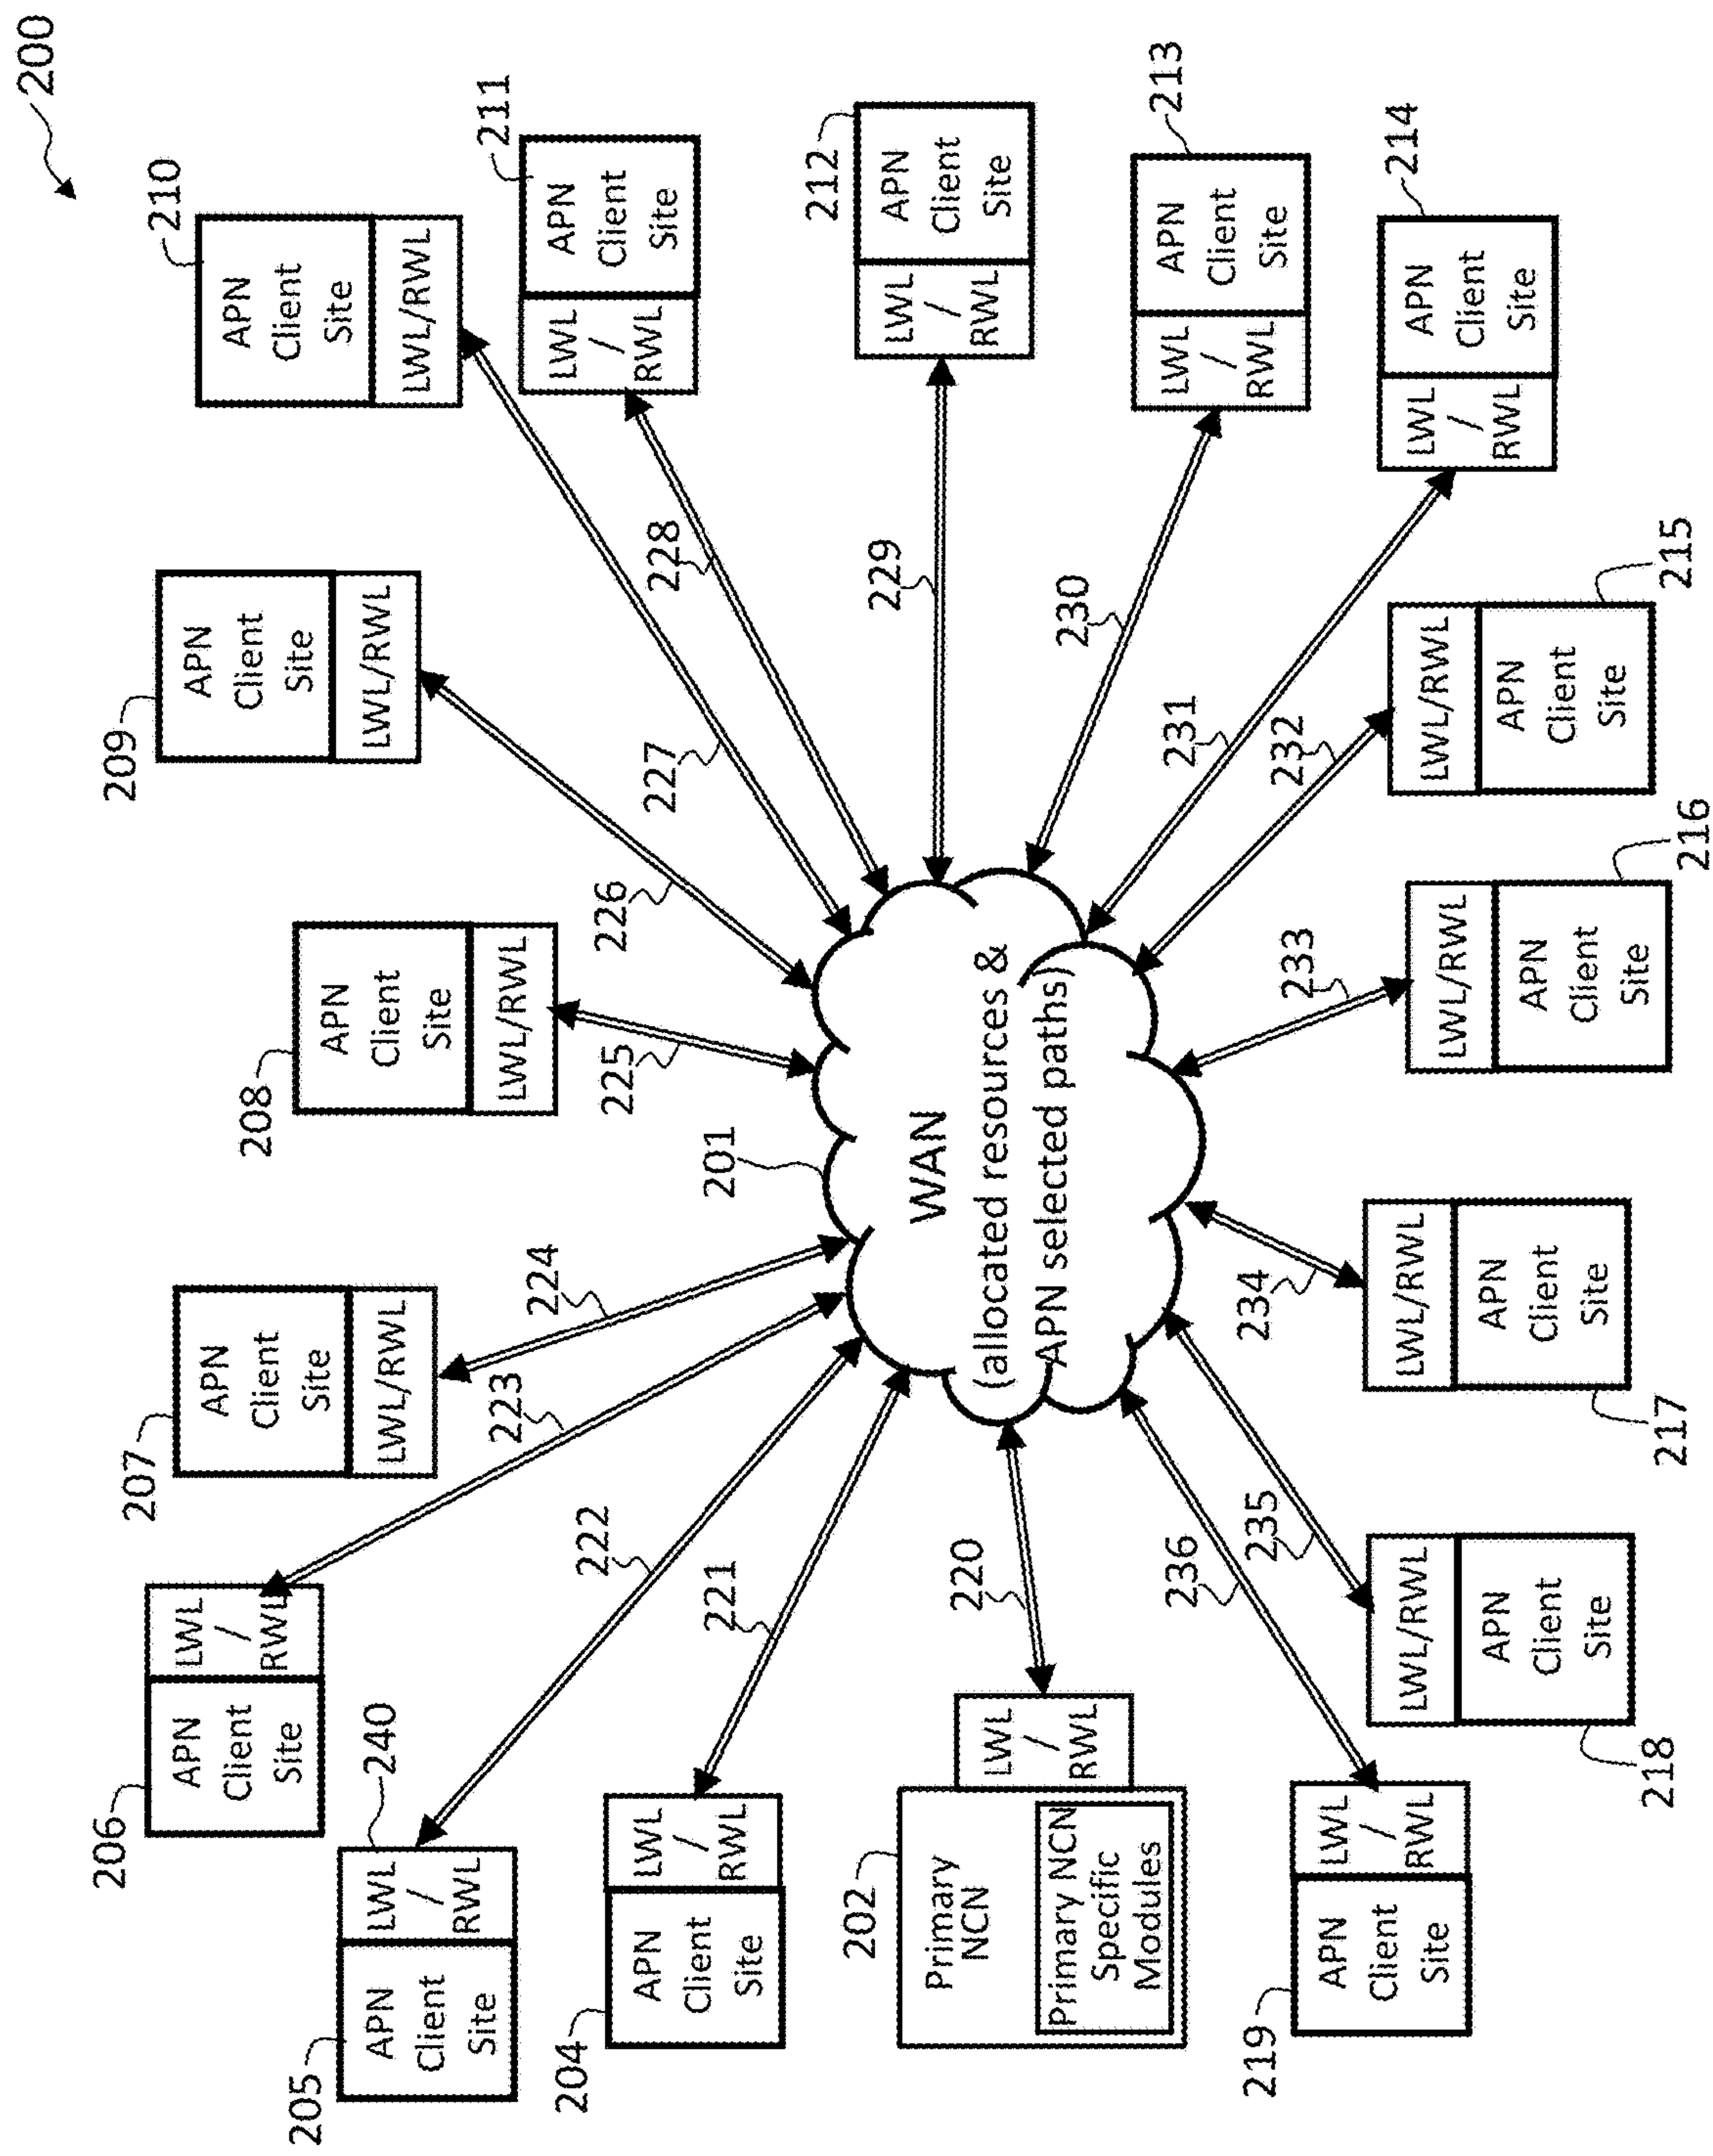 200
206
APN
Client
Site
LWL
/
RWL
223
207
APN
Client
Site
LWL/RWL
224
208
APN
Client
Site
LWL/RWL
225
209
APN
Client
Site
LWL/RWL
226
210
APN
Client
Site
LWL/RWL
227
205
APN
Client
Site
240
LWL
/
RWL
222
211
LWL
/
RWL
APN
Client
Site
228
204
APN
Client
Site
LWL
/
RWL
221
201
WAN
(allocated resources &
APN selected paths)
229
212
LWL
/
RWL
APN
Client
Site
202
Primary
NCN
Primary NCN
Specific
Modules
LWL
/
RWL
220
230
213
LWL
/
RWL
APN
Client
Site
219
APN
Client
Site
LWL
/
RWL
236
235
234
233
232
231
214
LWL
/
RWL
APN
Client
Site
LWL/RWL
APN
Client
Site
218
LWL/RWL
APN
Client
Site
217
LWL/RWL
APN
Client
Site
216
LWL/RWL
APN
Client
Site
215